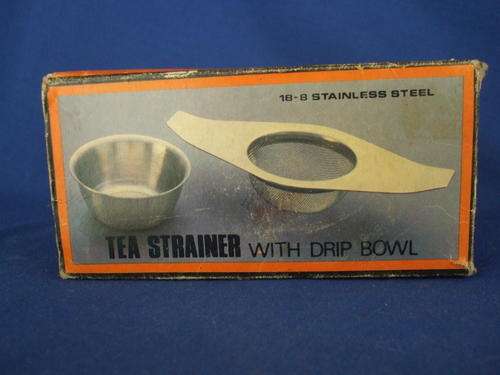 18-8 STAINLESS STEEL
TEA STRAINER WITH DRIP BOWL